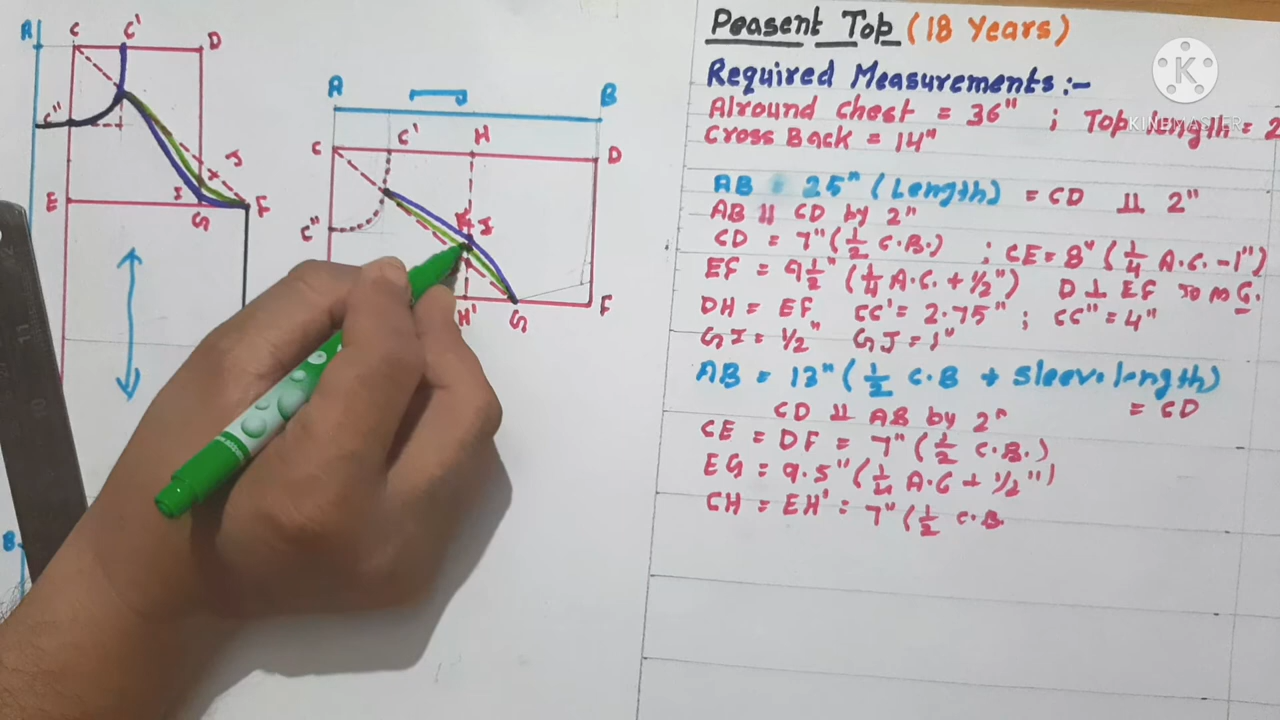 Peasent Top (18 Years)
Required Measurements :-
Alround chest = 36" ; Top Length = 2
Cross Back = 14"
AB = 25" (Length) = CD ⊥⊥ 2"
AB ⊥⊥ CD by 2"
CD = 7" (1/2 C.B.) ; CE = 8" (1/4 A.C. - 1")
EF = 9 1/2" (1/4 A.C. + 1/2") D ⊥ EF to m G.
DH = EF CC' = 2.75" ; CC" = 4"
GI = 1/2" GJ = 1"
AB = 13" (1/2 C.B + Sleeve length)
= CD
CD ⊥⊥ AB by 2"
CE = DF = 7" (1/2 C.B.)
EG = 9.5" (1/4 A.C + 1/2")
CH = EH' = 7" (1/2 C.B.
K
KINEMASTER
A C C' D
C"
J
I
E G F
B
A B
C C' H D
C"
I
H' G F